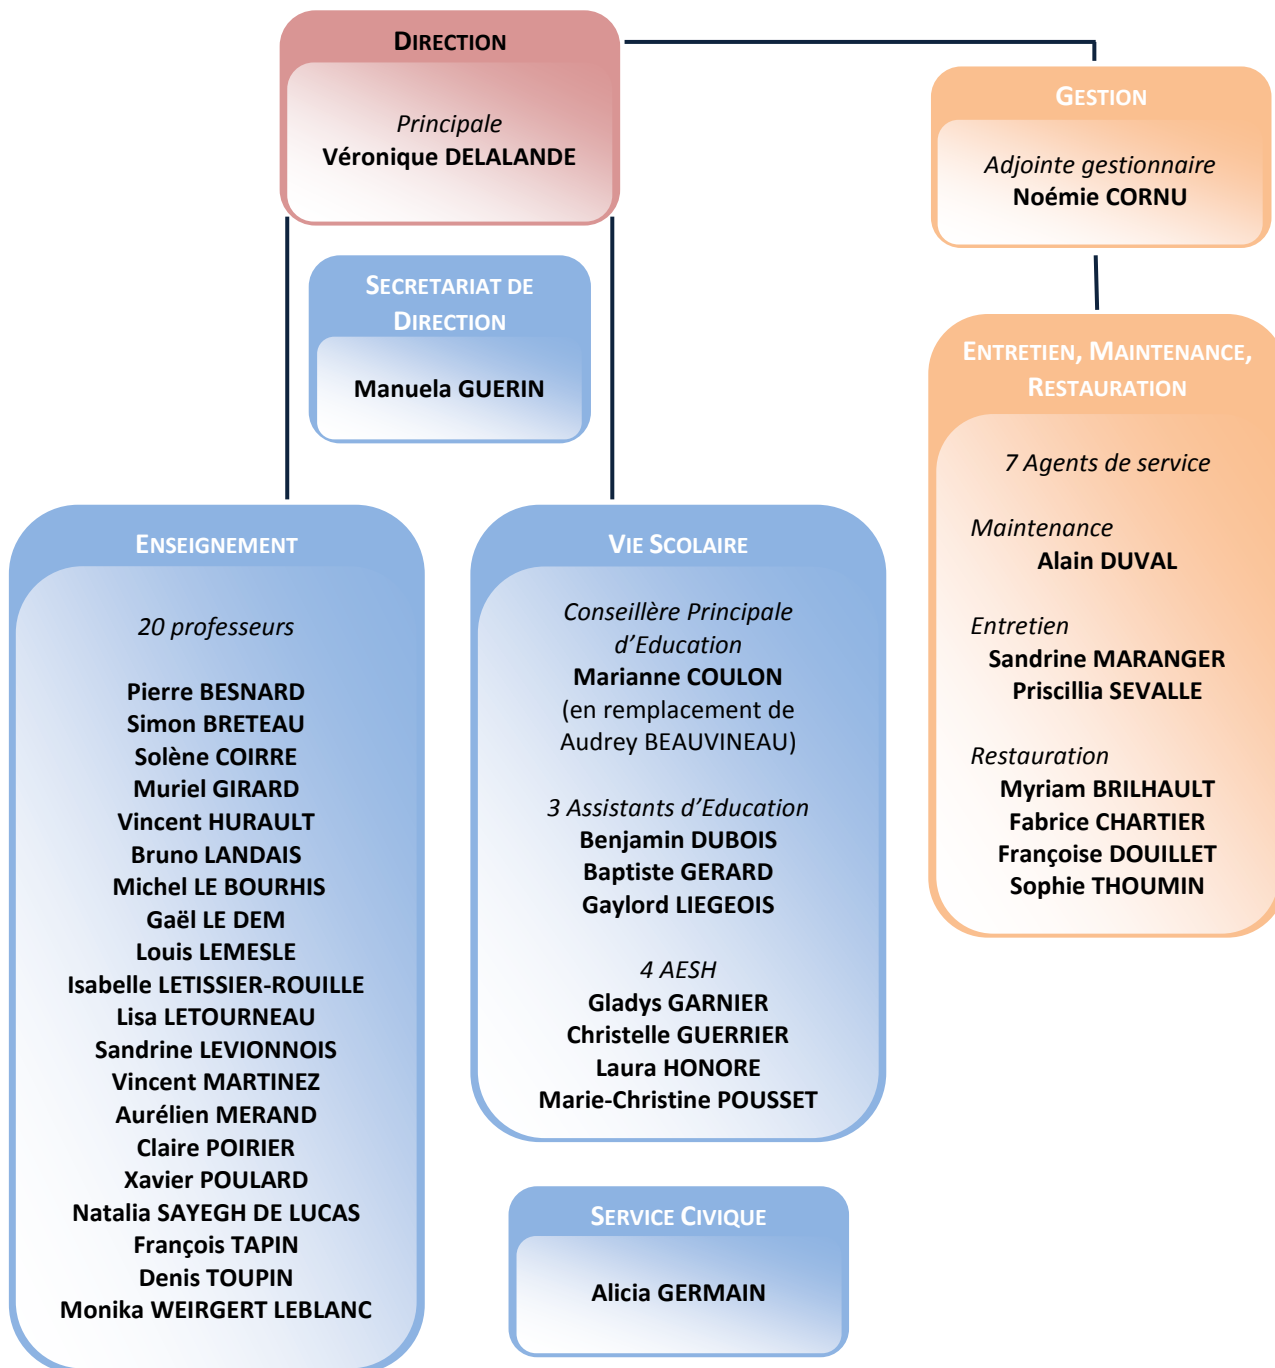 DIRECTION
Principale
Véronique DELALANDE
GESTION
Adjointe gestionnaire
Noémie CORNU
SECRETARIAT DE
DIRECTION
Manuela GUERIN
ENTRETIEN, MAINTENANCE,
RESTAURATION
7 Agents de service
Maintenance
Alain DUVAL
Entretien
Sandrine MARANGER
Priscillia SEVALLE
Restauration
Myriam BRILHAULT
Fabrice CHARTIER
Françoise DOUILLET
Sophie THOUMIN
ENSEIGNEMENT
20 professeurs
Pierre BESNARD
Simon BRETEAU
Solène COIRRE
Muriel GIRARD
Vincent HURAULT
Bruno LANDAIS
Michel LE BOURHIS
Gaël LE DEM
Louis LEMESLE
Isabelle LETISSIER-ROUILLE
Lisa LETOURNEAU
Sandrine LEVIONNOIS
Vincent MARTINEZ
Aurélien MERAND
Claire POIRIER
Xavier POULARD
Natalia SAYEGH DE LUCAS
François TAPIN
Denis TOUPIN
Monika WEIRGERT LEBLANC
VIE SCOLAIRE
Conseillère Principale
d’Education
Marianne COULON
(en remplacement de
Audrey BEAUVINEAU)
3 Assistants d’Education
Benjamin DUBOIS
Baptiste GERARD
Gaylord LIEGEOIS
4 AESH
Gladys GARNIER
Christelle GUERRIER
Laura HONORE
Marie-Christine POUSSET
SERVICE CIVIQUE
Alicia GERMAIN